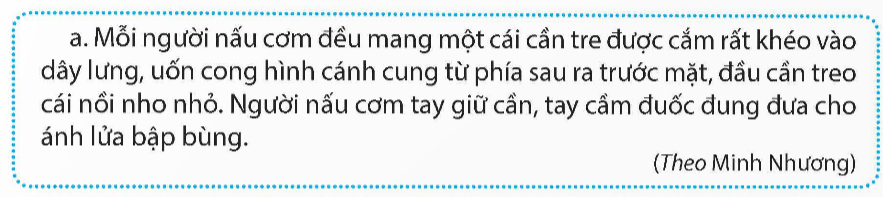 a. Mỗi người nấu cơm đều mang một cái cần tre được cắm rất khéo vào
dây lưng, uốn cong hình cánh cung từ phía sau ra trước mặt, đầu cần treo
cái nồi nho nhỏ. Người nấu cơm tay giữ cần, tay cầm đuốc đung đưa cho
ánh lửa bập bùng.
(Theo Minh Nhương)